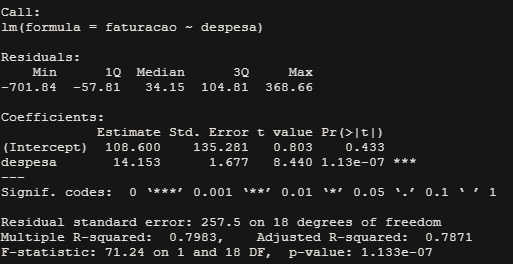 Call:
lm(formula = faturacao ~ despesa)
Residuals:
    Min      1Q  Median      3Q     Max
-701.84  -57.81   34.15  104.81  368.66
Coefficients:
            Estimate Std. Error t value Pr(>|t|)
(Intercept)  108.600    135.281   0.803    0.433
despesa       14.153      1.677   8.440 1.13e-07 ***
---
Signif. codes:  0 ‘***’ 0.001 ‘**’ 0.01 ‘*’ 0.05 ‘.’ 0.1 ‘ ’ 1
Residual standard error: 257.5 on 18 degrees of freedom
Multiple R-squared:  0.7983,    Adjusted R-squared:  0.7871
F-statistic: 71.24 on 1 and 18 DF,  p-value: 1.133e-07